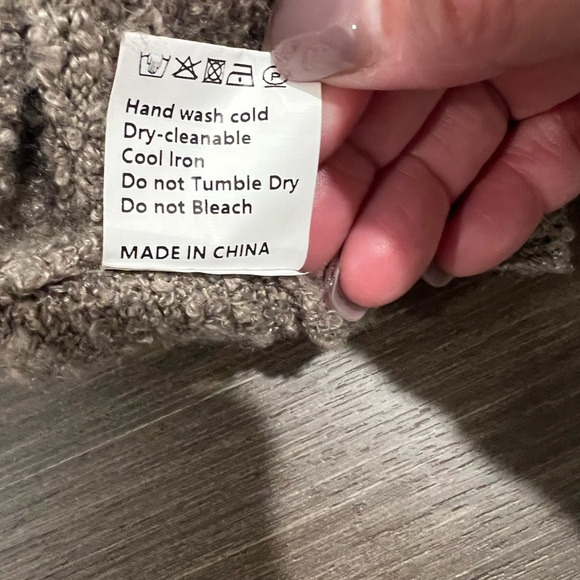 P
Hand wash cold
Dry-cleanable
Cool Iron
Do not Tumble Dry
Do not Bleach
MADE IN CHINA